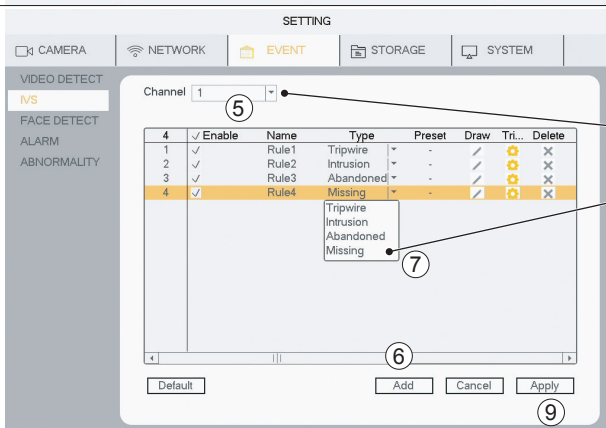 SETTING
CAMERA NETWORK EVENT STORAGE SYSTEM
VIDEO DETECT
IVS
FACE DETECT
ALARM
ABNORMALITY
Channel 1
5
4 Enable Name Type Preset Draw Tri... Delete
1 Rule1 Tripwire -
2 Rule2 Intrusion -
3 Rule3 Abandoned -
4 Rule4 Missing -
Tripwire
Intrusion
Abandoned
Missing
7
6
Default Add Cancel Apply
9